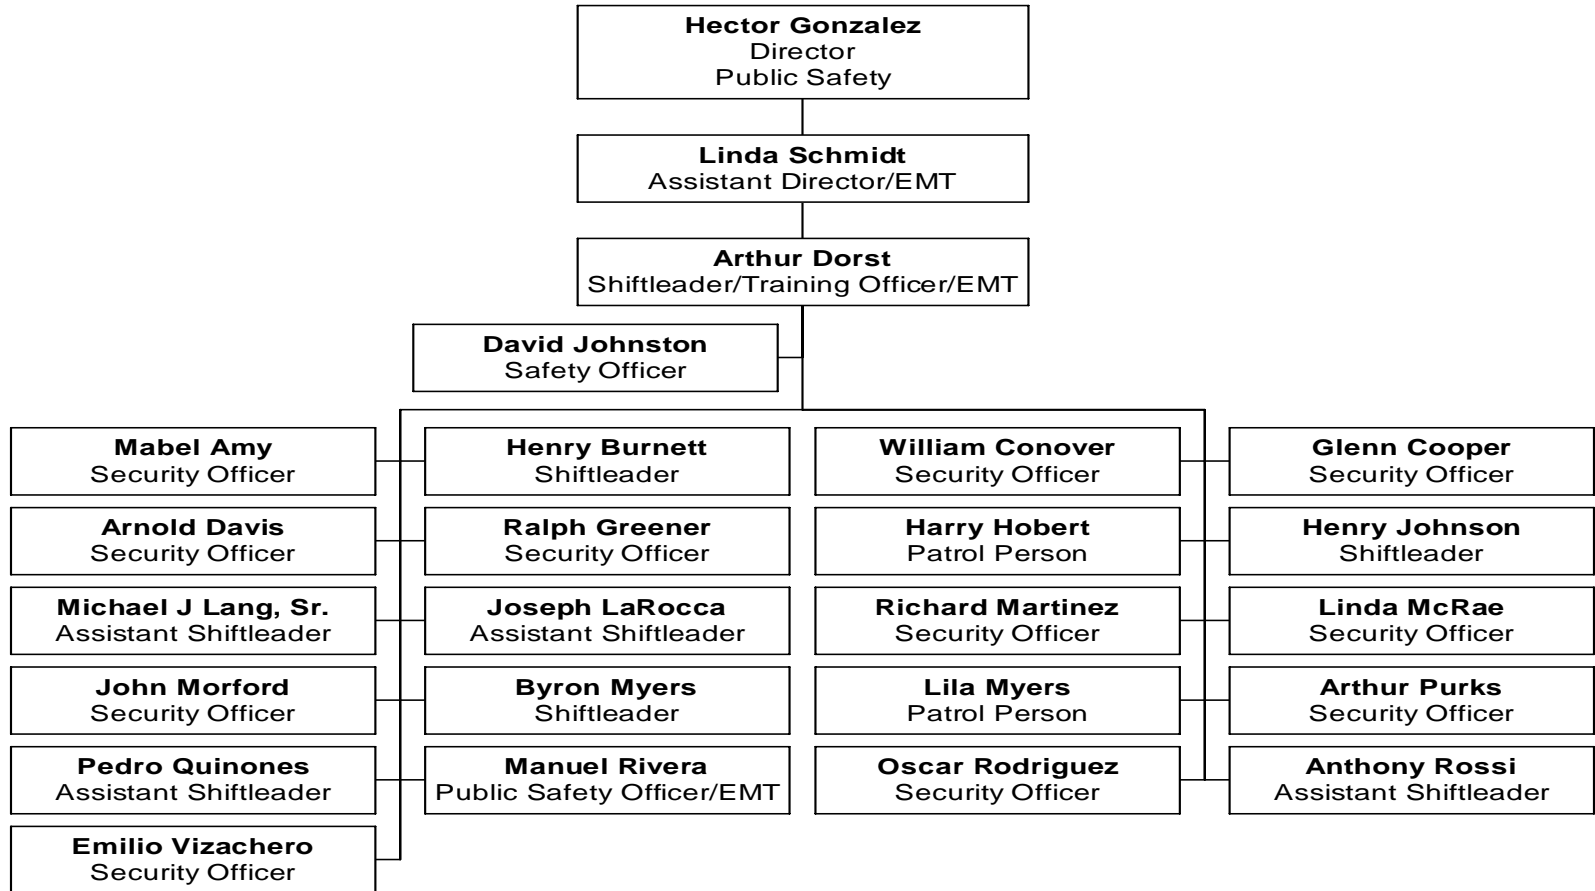 Hector Gonzalez
Director
Public Safety
Linda Schmidt
Assistant Director/EMT
Arthur Dorst
Shiftleader/Training Officer/EMT
David Johnston
Safety Officer
Mabel Amy
Security Officer
Henry Burnett
Shiftleader
William Conover
Security Officer
Glenn Cooper
Security Officer
Arnold Davis
Security Officer
Ralph Greener
Security Officer
Harry Hobert
Patrol Person
Henry Johnson
Shiftleader
Michael J Lang, Sr.
Assistant Shiftleader
Joseph LaRocca
Assistant Shiftleader
Richard Martinez
Security Officer
Linda McRae
Security Officer
John Morford
Security Officer
Byron Myers
Shiftleader
Lila Myers
Patrol Person
Arthur Purks
Security Officer
Pedro Quinones
Assistant Shiftleader
Manuel Rivera
Public Safety Officer/EMT
Oscar Rodriguez
Security Officer
Anthony Rossi
Assistant Shiftleader
Emilio Vizachero
Security Officer